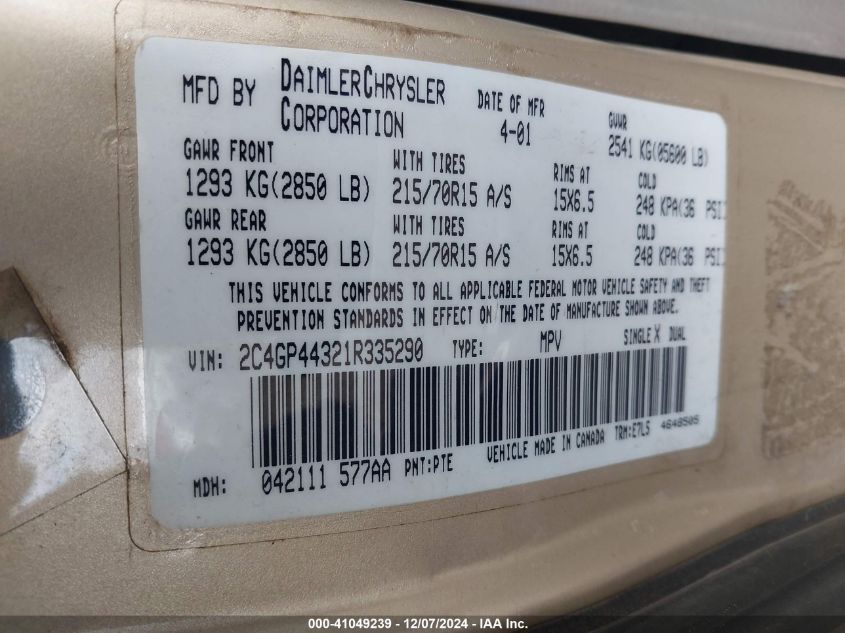 MFD BY DAIMLERCHRYSLER CORPORATION DATE OF MFR 4-01 GVWR 2541 KG(05600 LB)
GAWR FRONT WITH TIRES RIMS AT COLD
1293 KG(2850 LB) 215/70R15 A/S 15X6.5 248 KPA(36 PSI)
GAWR REAR WITH TIRES RIMS AT COLD
1293 KG(2850 LB) 215/70R15 A/S 15X6.5 248 KPA(36 PSI)
THIS VEHICLE CONFORMS TO ALL APPLICABLE FEDERAL MOTOR VEHICLE SAFETY AND THEFT
PREVENTION STANDARDS IN EFFECT ON THE DATE OF MANUFACTURE SHOWN ABOVE.
VIN: 2C4GP44321R335290 TYPE: MPV SINGLE X DUAL
VEHICLE MADE IN CANADA TRM:E7LS 4648505
MDH: 042111 577AA PNT:PTE
000-41049239 - 12/07/2024 - IAA Inc.